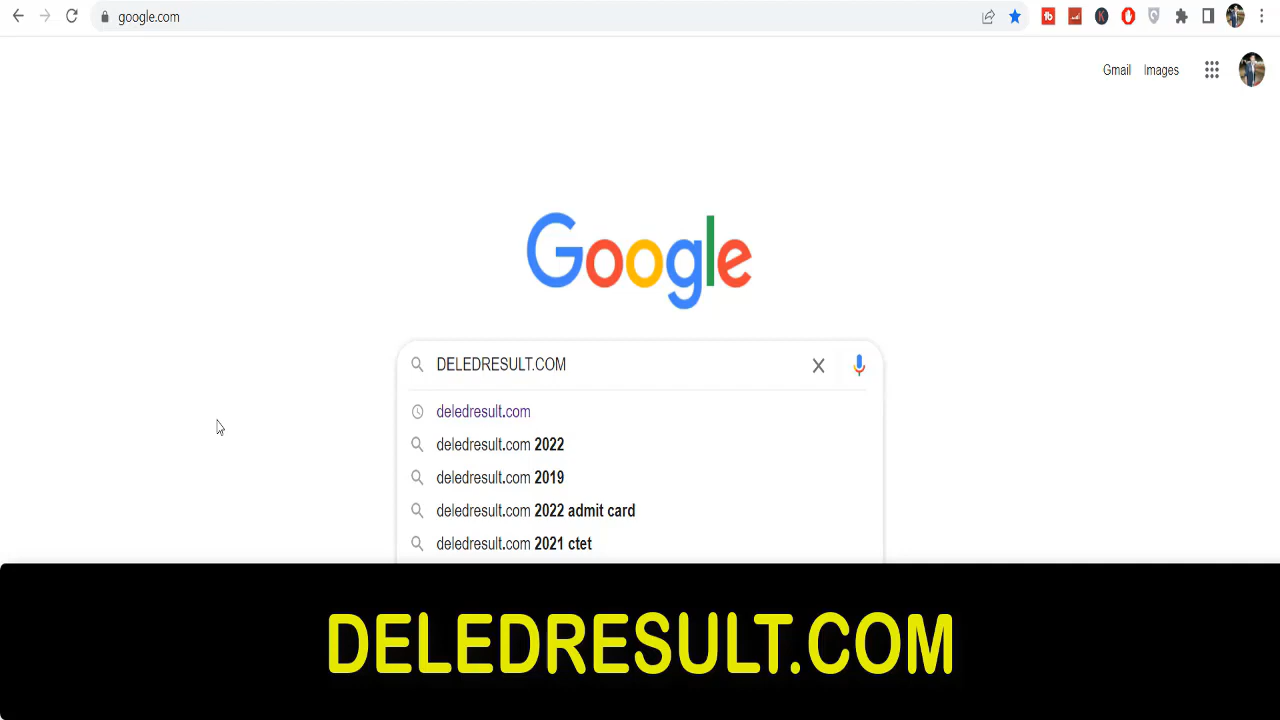 google.com
Gmail Images
Google
DELEDRESULT.COM
deledresult.com
deledresult.com 2022
deledresult.com 2019
deledresult.com 2022 admit card
deledresult.com 2021 ctet
DELEDRESULT.COM